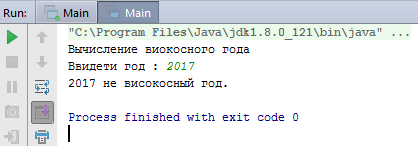 Run: Main Main
"C:\Program Files\Java\jdk1.8.0_121\bin\java" ...
Вычисление виокосного года
Ввидети год : 2017
2017 не високосный год.
Process finished with exit code 0